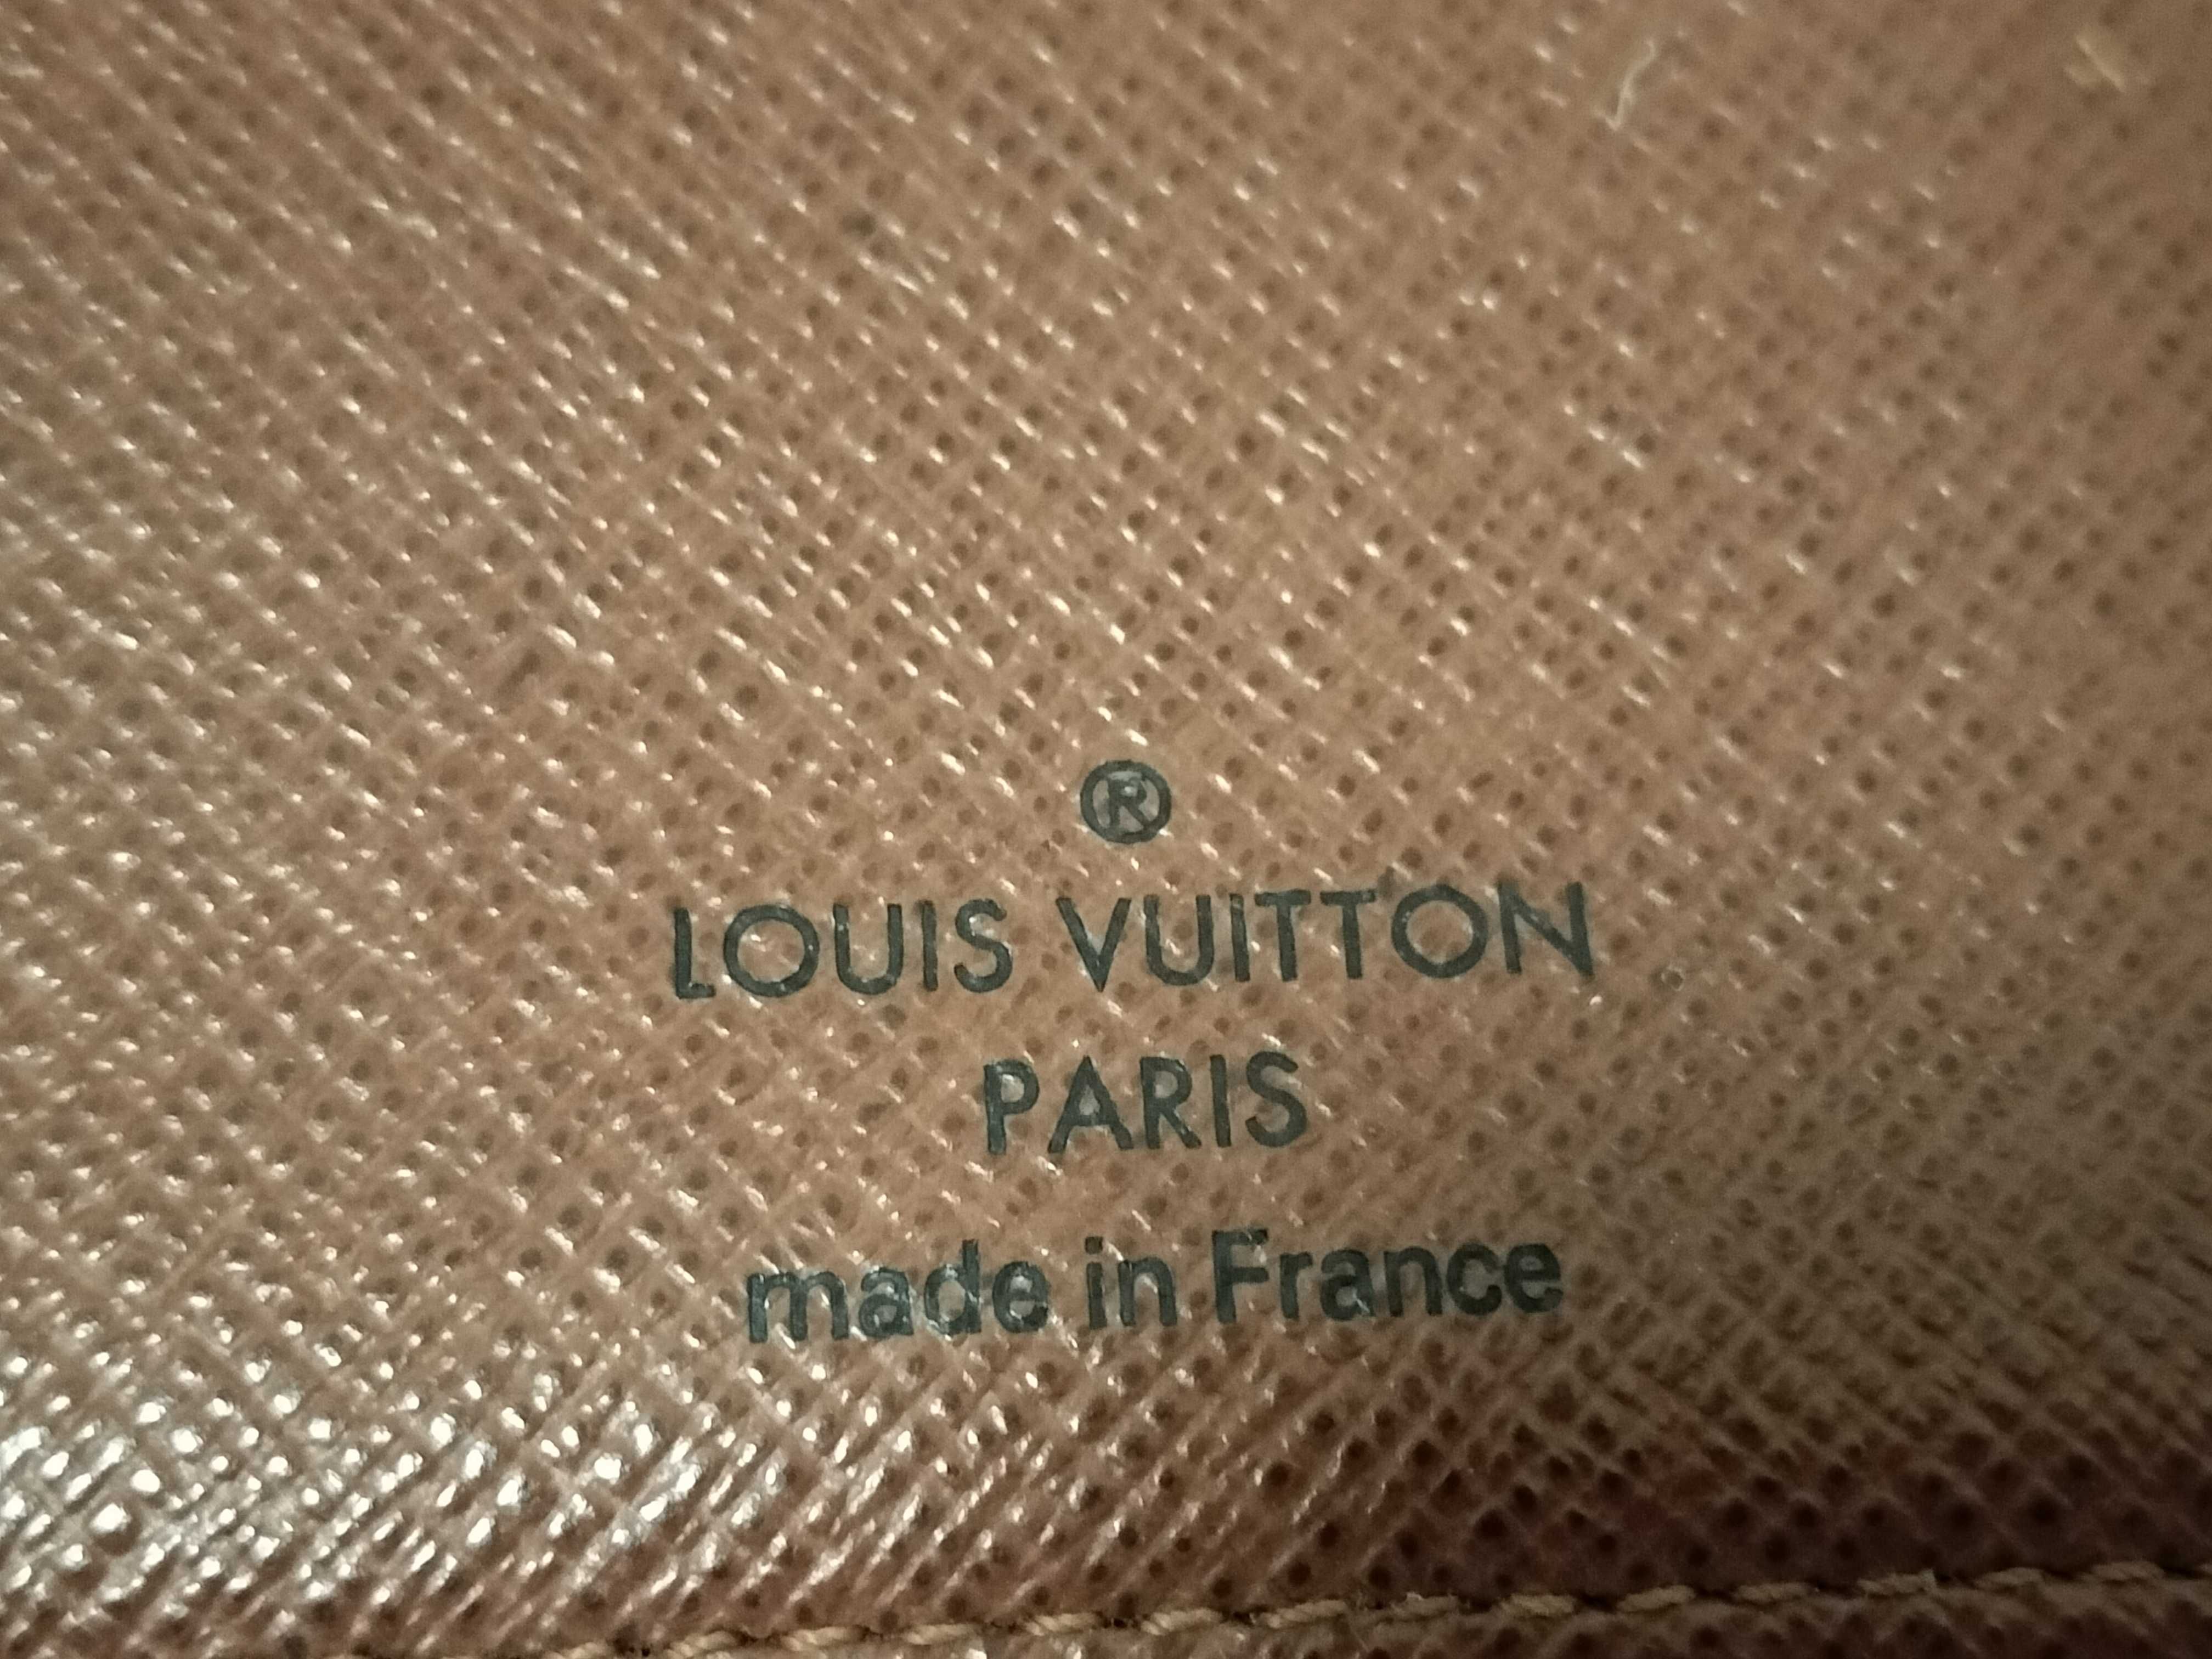 ®
LOUIS VUITTON
PARIS
made in France